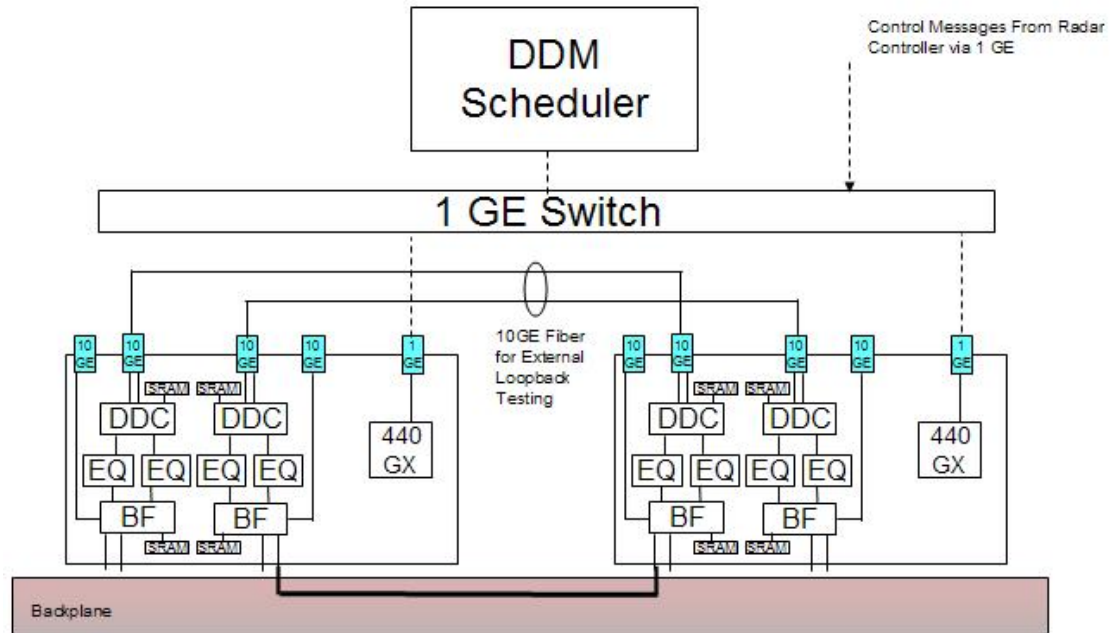 Control Messages From Radar
Controller via 1 GE
DDM
Scheduler
1 GE Switch
10GE Fiber
for External
Loopback
Testing
10
GE
10
GE
10
GE
10
GE
1
GE
10
GE
10
GE
10
GE
10
GE
1
GE
SRAM
SRAM
SRAM
SRAM
DDC
DDC
DDC
DDC
440
GX
440
GX
EQ
EQ
EQ
EQ
EQ
EQ
EQ
EQ
BF
BF
BF
BF
SRAM
SRAM
SRAM
SRAM
Backplane